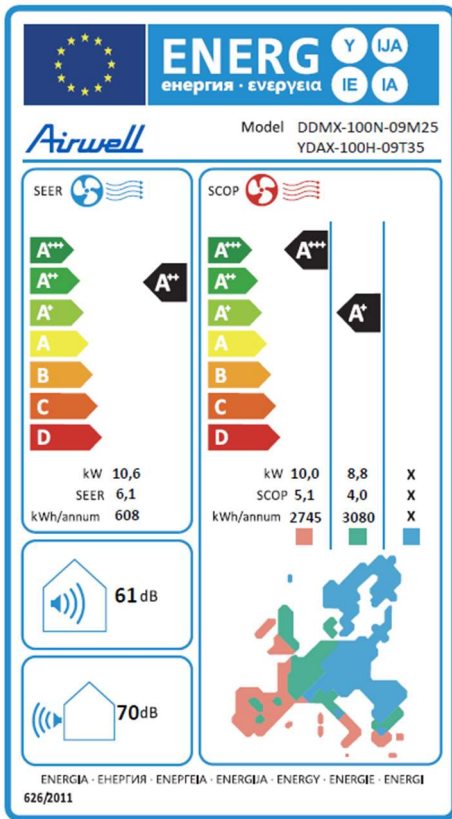 ENERG Y IJA
енергия · ενεργεια IE IA
Airwell
Model DDMX-100N-09M25
YDAX-100H-09T35
SEER
A+++
A++
A+
A
B
C
D
A++
kW 10,6
SEER 6,1
kWh/annum 608
SCOP
A+++
A++
A+
A
B
C
D
A+++
A+
kW 10,0 8,8 X
SCOP 5,1 4,0 X
kWh/annum 2745 3080 X
61 dB
70dB
ENERGIA · ЕНЕРГИЯ · ΕΝΕΡΓΕΙΑ · ENERGIJA · ENERGY · ENERGIE · ENERGI
626/2011